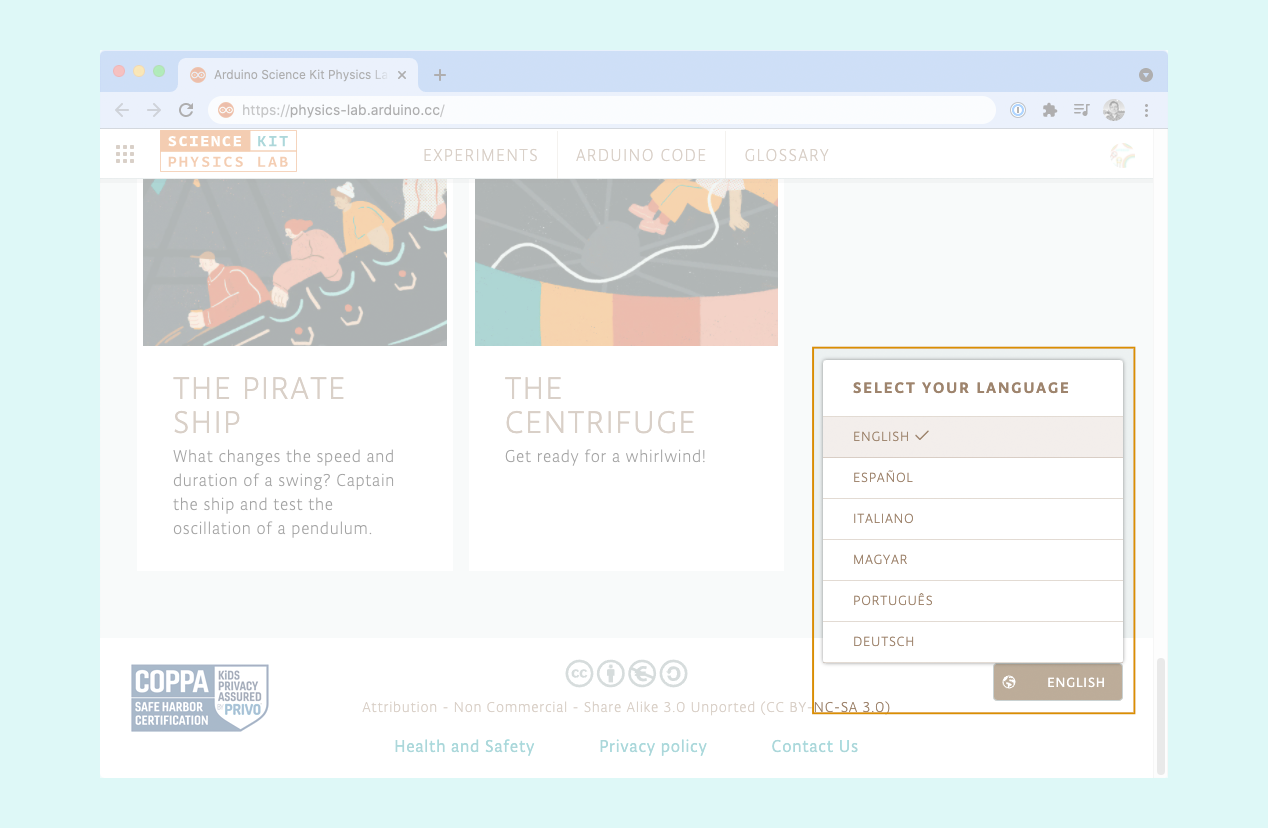 Arduino Science Kit Physics La
https://physics-lab.arduino.cc/
SCIENCE KIT
PHYSICS LAB
EXPERIMENTS
ARDUINO CODE
GLOSSARY
THE PIRATE
SHIP
What changes the speed and
duration of a swing? Captain
the ship and test the
oscillation of a pendulum.
THE
CENTRIFUGE
Get ready for a whirlwind!
SELECT YOUR LANGUAGE
ENGLISH
ESPAÑOL
ITALIANO
MAGYAR
PORTUGUÊS
DEUTSCH
ENGLISH
COPPA
SAFE HARBOR
CERTIFICATION
KiDS
PRIVACY
ASSURED
BY PRIVO
cc
Attribution - Non Commercial - Share Alike 3.0 Unported (CC BY-NC-SA 3.0)
Health and Safety
Privacy policy
Contact Us